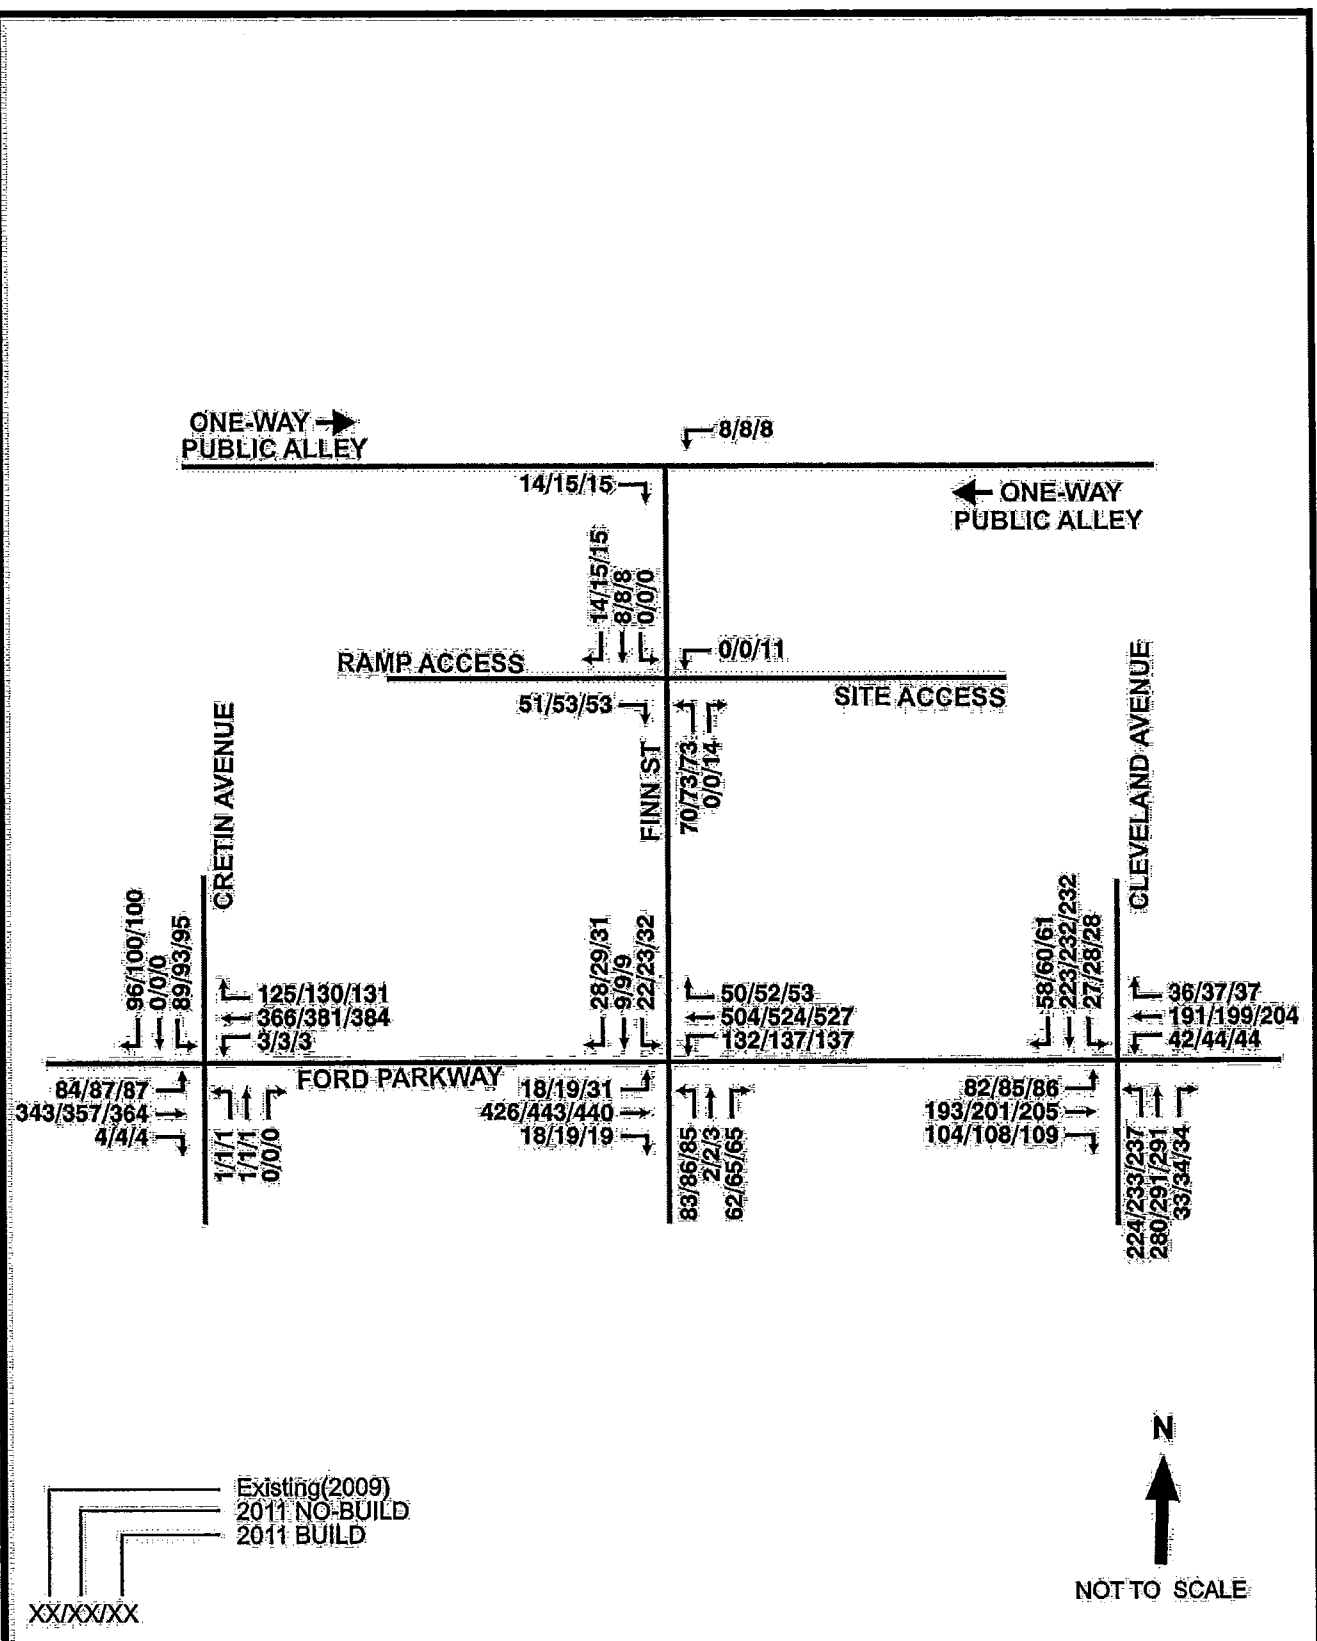 ONE-WAY
PUBLIC ALLEY
8/8/8
14/15/15
ONE-WAY
PUBLIC ALLEY
14/15/15
8/8/8
0/0/0
0/0/11
RAMP ACCESS
SITE ACCESS
51/53/53
70/73/73
0/0/14
FINN ST
CRETIN AVENUE
CLEVELAND AVENUE
96/100/100
0/0/0
89/93/95
125/130/131
366/381/384
3/3/3
28/29/31
9/9/9
22/23/32
50/52/53
504/524/527
132/137/137
58/60/61
223/232/232
27/28/28
36/37/37
191/199/204
42/44/44
FORD PARKWAY
84/87/87
343/357/364
4/4/4
1/1/1
1/1/1
0/0/0
18/19/31
426/443/440
18/19/19
83/86/85
2/2/3
62/65/65
82/85/86
193/201/205
104/108/109
224/233/237
280/291/291
33/34/34
N
NOT TO SCALE
Existing(2009)
2011 NO-BUILD
2011 BUILD
XX/XX/XX